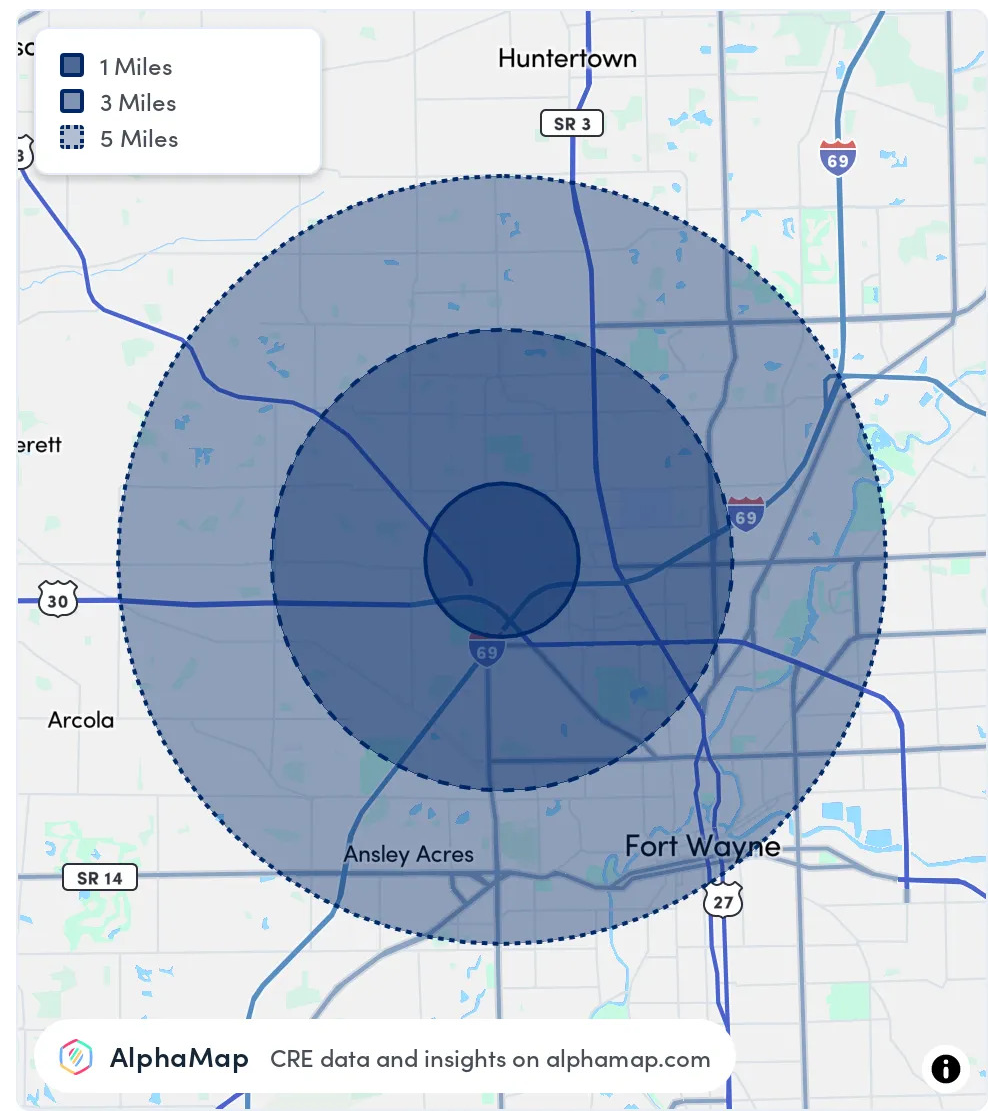 Huntertown
1 Miles
3 Miles
5 Miles
SR 3
3
69
erett
69
30
69
Arcola
Ansley Acres
Fort Wayne
SR 14
27
AlphaMap CRE data and insights on alphamap.com